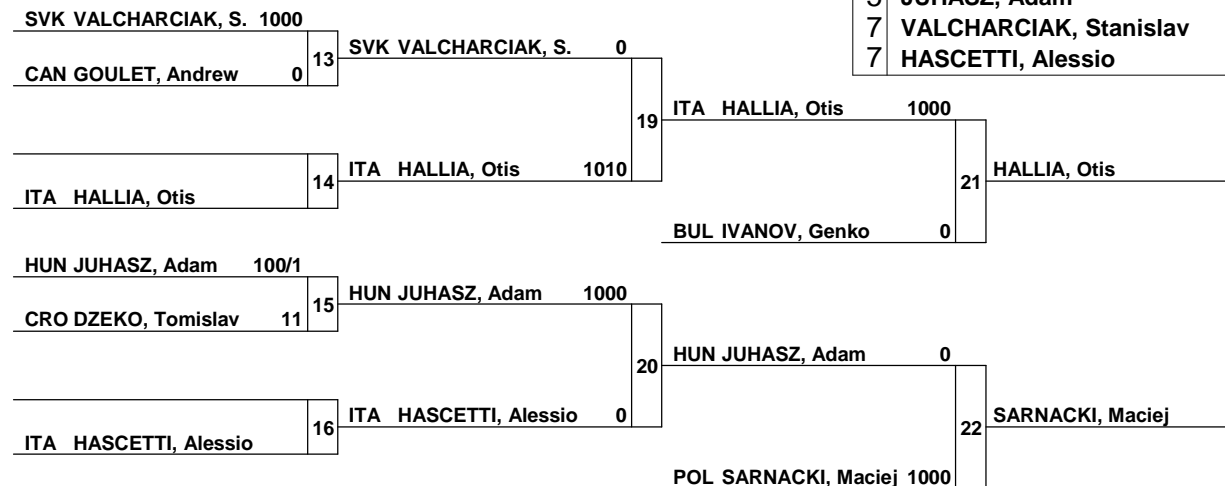 5 JUHASZ, Adam
7 VALCHARCIAK, Stanislav
7 HASCETTI, Alessio
SVK VALCHARCIAK, S. 1000
13
CAN GOULET, Andrew 0
SVK VALCHARCIAK, S. 0
19
14
ITA HALLIA, Otis
ITA HALLIA, Otis 1010
ITA HALLIA, Otis 1000
21
BUL IVANOV, Genko 0
HALLIA, Otis
HUN JUHASZ, Adam 100/1
15
CRO DZEKO, Tomislav 11
HUN JUHASZ, Adam 1000
20
16
ITA HASCETTI, Alessio
ITA HASCETTI, Alessio 0
HUN JUHASZ, Adam 0
22
POL SARNACKI, Maciej 1000
SARNACKI, Maciej